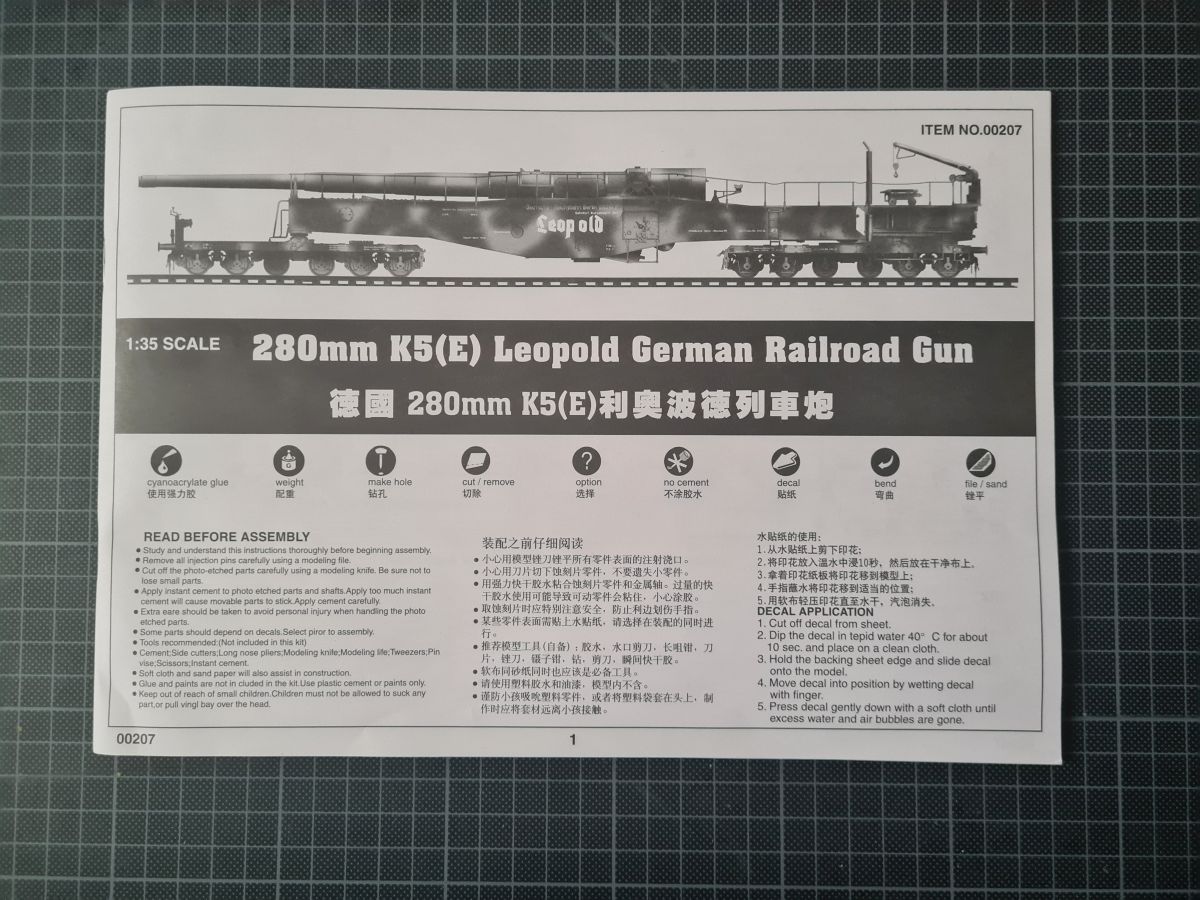 ITEM NO.00207
Leopold
1:35 SCALE
280mm K5(E) Leopold German Railroad Gun
德國 280mm K5(E)利奧波德列車炮
cyanoacrylate glue
使用强力胶
weight
配重
make hole
钻孔
cut / remove
切除
option
选择
no cement
不涂胶水
decal
贴纸
bend
弯曲
file / sand
锉平
READ BEFORE ASSEMBLY
● Study and understand this instructions thoroughly before beginning assembly.
● Remove all injection pins carefully using a modeling file.
● Cut off the photo-etched parts carefully using a modeling knife. Be sure not to
lose small parts.
● Apply instant cement to photo etched parts and shafts.Apply too much instant
cement will cause movable parts to stick.Apply cement carefully.
● Extra eare should be taken to avoid personal injury when handling the photo
etched parts.
● Some parts should depend on decals.Select piror to assembly.
● Tools recommended:(Not included in this kit)
● Cement;Side cutters;Long nose pliers;Modeling knife;Modeling life;Tweezers;Pin
vise;Scissors;Instant cement.
● Soft cloth and sand paper will also assist in construction.
● Glue and paints are not in cluded in the kit.Use plastic cement or paints only.
● Keep out of reach of small children.Children must not be allowed to suck any
part,or pull vingl bay over the head.
装配之前仔细阅读
● 小心用模型锉刀锉平所有零件表面的注射浇口。
● 小心用刀片切下蚀刻片零件，不要遗失小零件。
● 用强力快干胶水粘合蚀刻片零件和金属轴。过量的快
干胶水使用可能导致可动零件会粘住，小心涂胶。
● 取蚀刻片时应特别注意安全，防止利边划伤手指。
● 某些零件表面需贴上水贴纸，请选择在装配的同时进
行。
● 推荐模型工具(自备)；胶水，水口剪刀，长咀钳，刀
片，锉刀，镊子钳，钻，剪刀，瞬间快干胶。
● 软布同砂纸同时也应该是必备工具。
● 请使用塑料胶水和油漆，模型内不含。
● 谨防小孩吸吮塑料零件，或者将塑料袋套在头上，制
作时应将套材远离小孩接触。
水贴纸的使用：
1.从水贴纸上剪下印花；
2.将印花放入温水中浸10秒，然后放在干净布上。
3.拿着印花纸板将印花移到模型上；
4.手指蘸水将印花移到适当的位置；
5.用软布轻压印花直至水干，汽泡消失。
DECAL APPLICATION
1. Cut off decal from sheet.
2. Dip the decal in tepid water 40° C for about
10 sec. and place on a clean cloth.
3. Hold the backing sheet edge and slide decal
onto the model.
4. Move decal into position by wetting decal
with finger.
5. Press decal gently down with a soft cloth until
excess water and air bubbles are gone.
00207
1